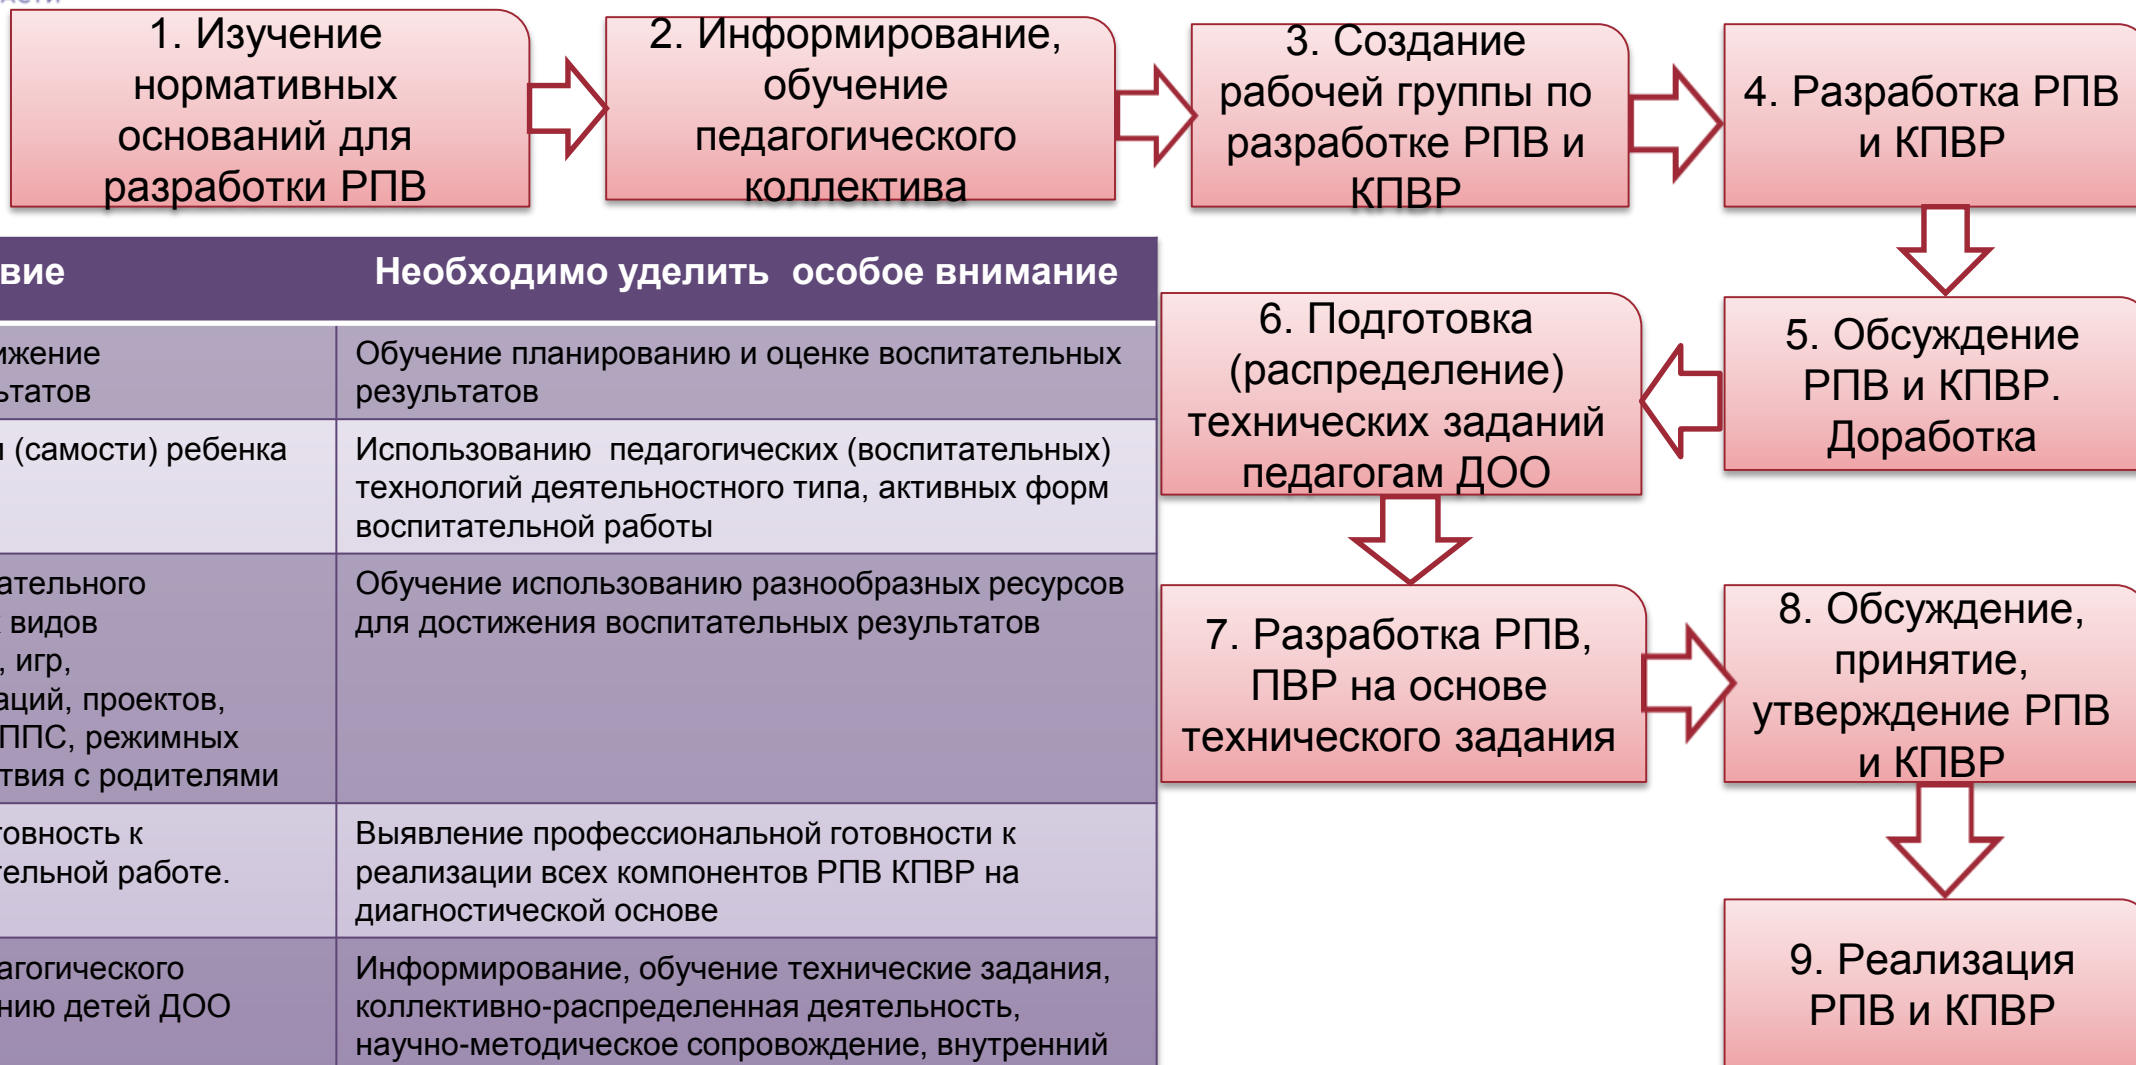 1. Изучение
нормативных
оснований для
разработки РПВ
2. Информирование,
обучение
педагогического
коллектива
3. Создание
рабочей группы по
разработке РПВ и
КПВР
4. Разработка РПВ
и КПВР
5. Обсуждение
РПВ и КПВР.
Доработка
6. Подготовка
(распределение)
технических заданий
педагогам ДОО
7. Разработка РПВ,
ПВР на основе
технического задания
8. Обсуждение,
принятие,
утверждение РПВ
и КПВР
9. Реализация
РПВ и КПВР
вие
Необходимо уделить особое внимание
ижение
ьтатов
Обучение планированию и оценке воспитательных
результатов
и (самости) ребенка
Использованию педагогических (воспитательных)
технологий деятельностного типа, активных форм
воспитательной работы
ательного
х видов
, игр,
аций, проектов,
ППС, режимных
твия с родителями
Обучение использованию разнообразных ресурсов
для достижения воспитательных результатов
товность к
тельной работе.
Выявление профессиональной готовности к
реализации всех компонентов РПВ КПВР на
диагностической основе
агогического
нию детей ДОО
Информирование, обучение технические задания,
коллективно-распределенная деятельность,
научно-методическое сопровождение, внутренний